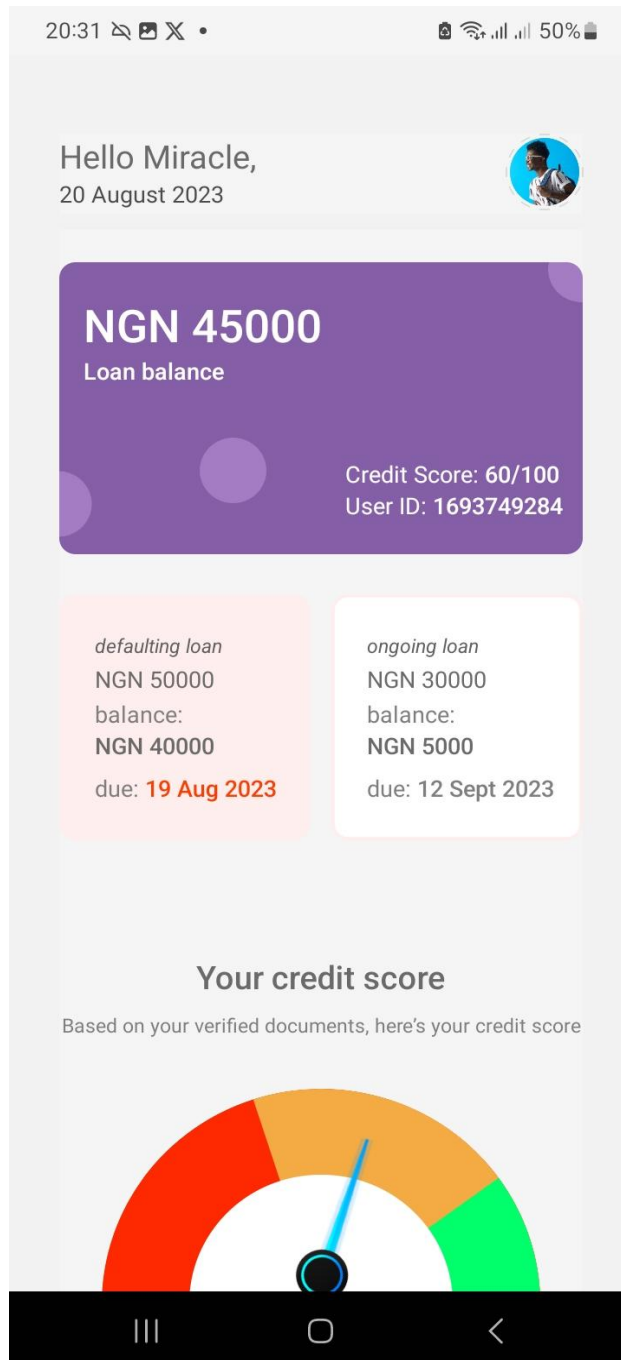 20:31 50%
Hello Miracle,
20 August 2023
NGN 45000
Loan balance
Credit Score: 60/100
User ID: 1693749284
defaulting loan
NGN 50000
balance:
NGN 40000
due: 19 Aug 2023
ongoing loan
NGN 30000
balance:
NGN 5000
due: 12 Sept 2023
Your credit score
Based on your verified documents, here's your credit score